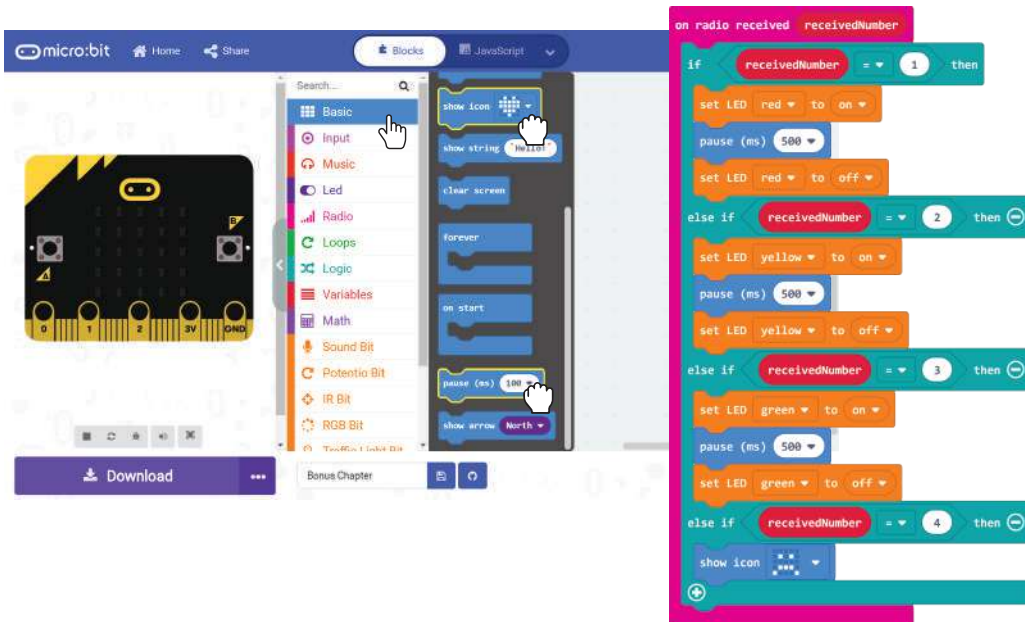 micro:bit Home Share Blocks JavaScript
Search...
Basic
Input
Music
Led
Radio
Loops
Logic
Variables
Math
Sound Bit
Potentio Bit
IR Bit
RGB Bit
Traffic Light Bit
show icon
show string "Hello!"
clear screen
forever
on start
pause (ms) 100
show arrow North
A
B
0 1 2 3V GND
Download
Bonus Chapter
on radio received receivedNumber
if receivedNumber = 1 then
set LED red to on
pause (ms) 500
set LED red to off
else if receivedNumber = 2 then
set LED yellow to on
pause (ms) 500
set LED yellow to off
else if receivedNumber = 3 then
set LED green to on
pause (ms) 500
set LED green to off
else if receivedNumber = 4 then
show icon